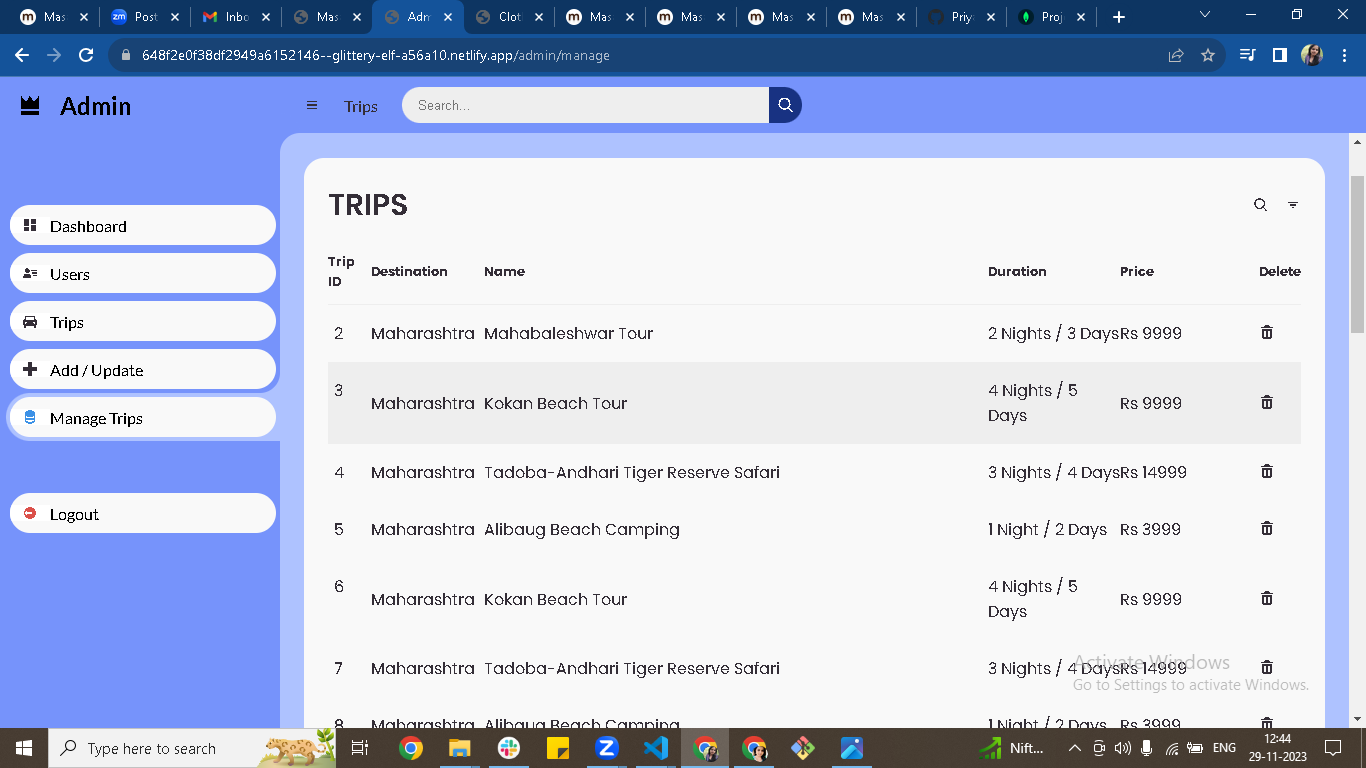 Mas
Post
Inbo
Mas
Adm
Clot
Mas
Mas
Mas
Mas
Priy
Proj
648f2e0f38df2949a6152146--glittery-elf-a56a10.netlify.app/admin/manage
Admin
Trips
Search...
Dashboard
Users
Trips
Add / Update
Manage Trips
Logout
TRIPS
Trip ID Destination Name Duration Price Delete
2 Maharashtra Mahabaleshwar Tour 2 Nights / 3 Days Rs 9999
3 Maharashtra Kokan Beach Tour 4 Nights / 5 Days Rs 9999
4 Maharashtra Tadoba-Andhari Tiger Reserve Safari 3 Nights / 4 Days Rs 14999
5 Maharashtra Alibaug Beach Camping 1 Night / 2 Days Rs 3999
6 Maharashtra Kokan Beach Tour 4 Nights / 5 Days Rs 9999
7 Maharashtra Tadoba-Andhari Tiger Reserve Safari 3 Nights / 4 Days Rs 14999
8 Maharashtra Alibaug Beach Camping 1 Night / 2 Days Rs 3999
Activate Windows
Go to Settings to activate Windows.
Type here to search
Nift...
ENG
12:44
29-11-2023